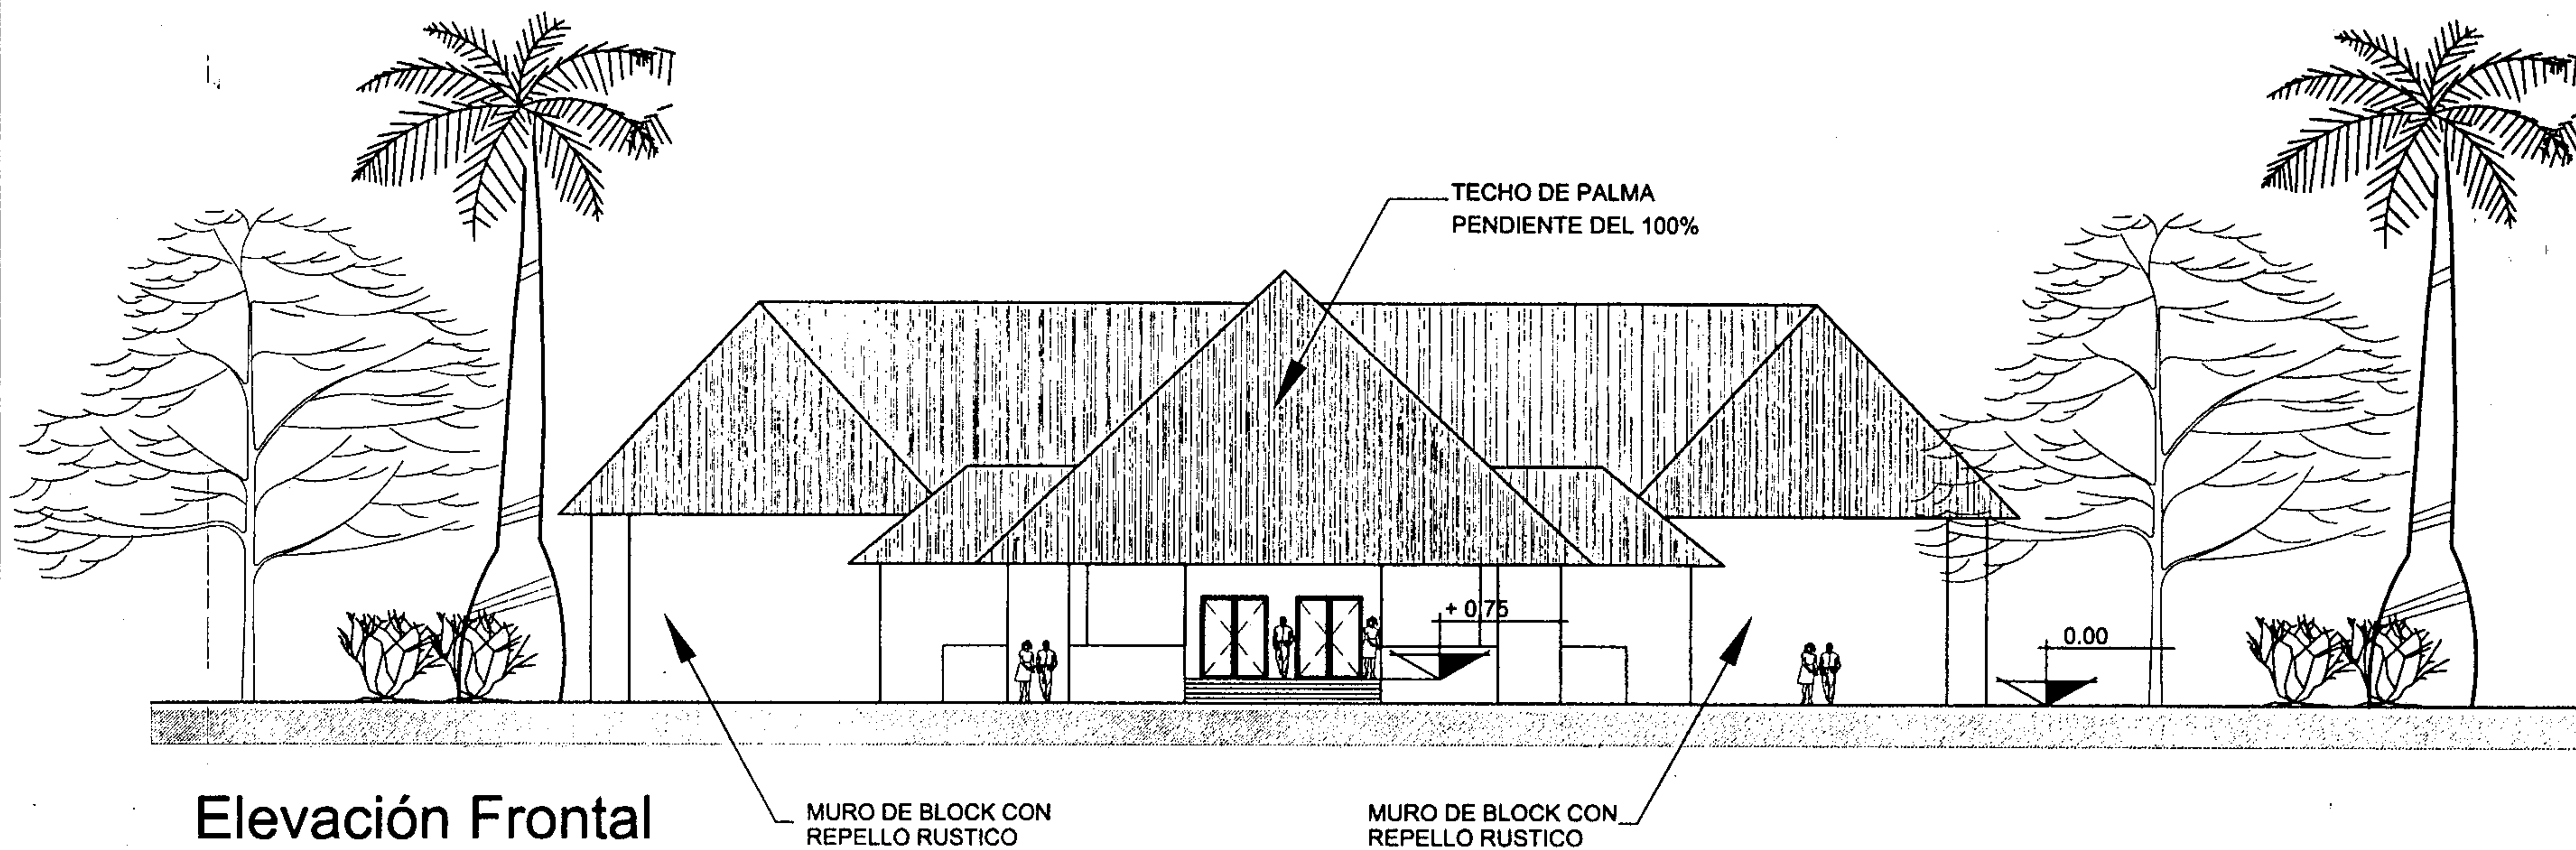 TECHO DE PALMA
PENDIENTE DEL 100%
+ 0.75
0.00
Elevación Frontal
MURO DE BLOCK CON
REPELLO RUSTICO
MURO DE BLOCK CON
REPELLO RUSTICO